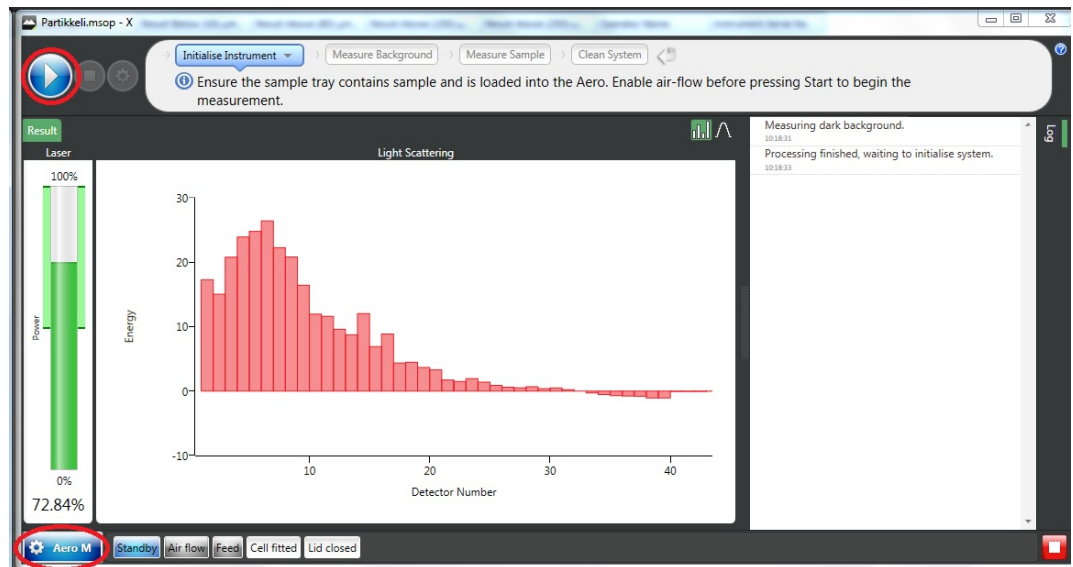 Partikkeli.msop - X
Initialise Instrument
Measure Background
Measure Sample
Clean System
Ensure the sample tray contains sample and is loaded into the Aero. Enable air-flow before pressing Start to begin the
measurement.
Result
Laser
100%
Power
0%
72.84%
Light Scattering
30
20
10
0
-10
Energy
10
20
30
40
Detector Number
Measuring dark background.
10:18:31
Processing finished, waiting to initialise system.
10:18:33
Log
Aero M
Standby
Air flow
Feed
Cell fitted
Lid closed